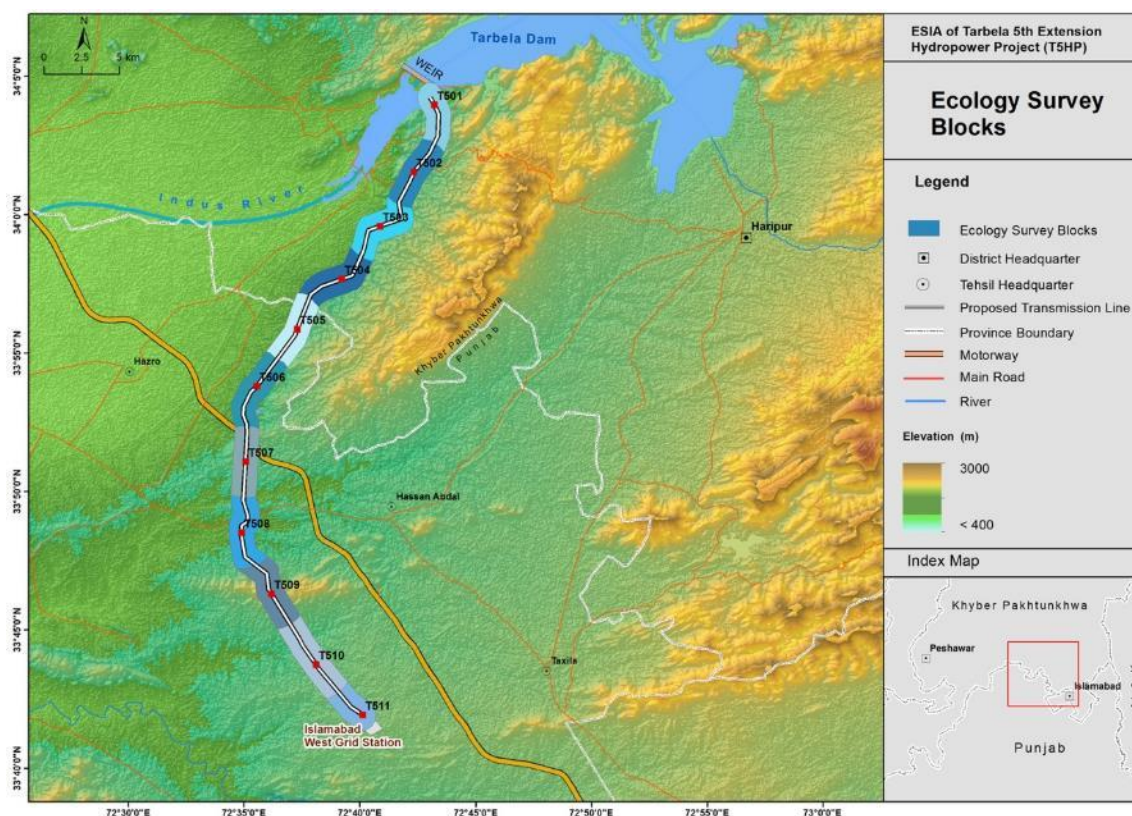 ESIA of Tarbela 5th Extension
Hydropower Project (T5HP)
Ecology Survey
Blocks
Legend
Ecology Survey Blocks
District Headquarter
Tehsil Headquarter
Proposed Transmission Line
Province Boundary
Motorway
Main Road
River
Elevation (m)
3000
< 400
Index Map
Khyber Pakhtunkhwa
Peshawar
Islamabad
Punjab
N
0 2.5 5 km
Tarbela Dam
WEIR
T501
T502
Indus River
T503
Haripur
T504
T505
Khyber Pakhtunkhwa
Punjab
Hazro
T506
T507
Hassan Abdal
T508
T509
T510
Taxila
T511
Islamabad
West Grid Station
34°5'0"N
34°0'0"N
33°55'0"N
33°50'0"N
33°45'0"N
33°40'0"N
72°30'0"E
72°35'0"E
72°40'0"E
72°45'0"E
72°50'0"E
72°55'0"E
73°0'0"E